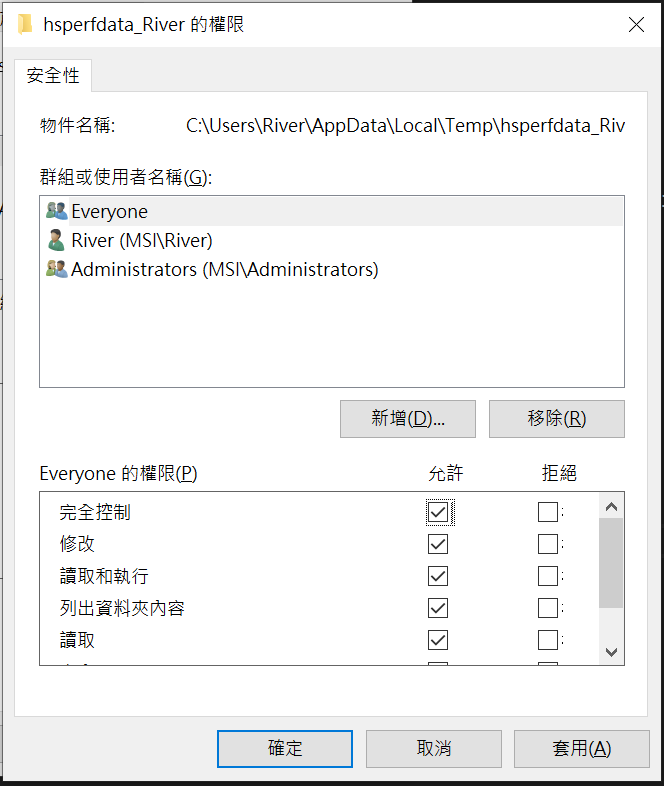 hsperfdata_River 的權限
安全性
物件名稱: C:\Users\River\AppData\Local\Temp\hsperfdata_Riv
群組或使用者名稱(G):
Everyone
River (MSI\River)
Administrators (MSI\Administrators)
新增(D)... 移除(R)
Everyone 的權限(P) 允許 拒絕
完全控制
修改
讀取和執行
列出資料夾內容
讀取
確定 取消 套用(A)